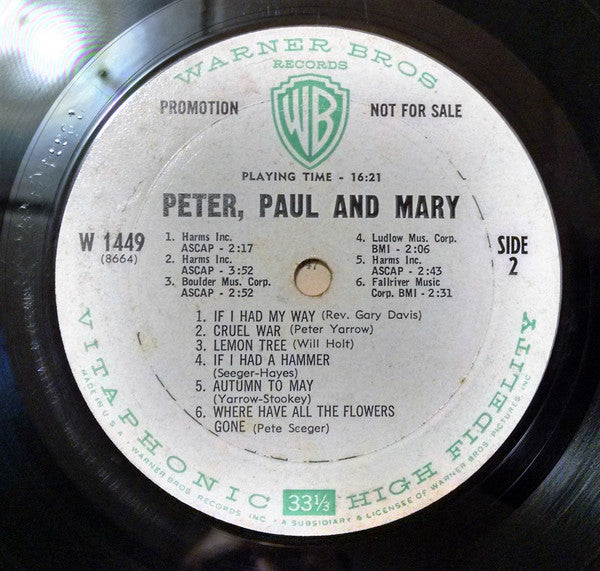 WARNER BROS.
RECORDS
WB
PROMOTION NOT FOR SALE
PLAYING TIME - 16:21
PETER, PAUL AND MARY
W 1449
(8664)
SIDE
2
1. Harms Inc.
ASCAP - 2:17
2. Harms Inc.
ASCAP - 3:52
3. Boulder Mus. Corp.
ASCAP - 2:52
4. Ludlow Mus. Corp.
BMI - 2:06
5. Harms Inc.
ASCAP - 2:43
6. Fallriver Music
Corp. BMI - 2:31
1. IF I HAD MY WAY (Rev. Gary Davis)
2. CRUEL WAR (Peter Yarrow)
3. LEMON TREE (Will Holt)
4. IF I HAD A HAMMER
(Seeger-Hayes)
5. AUTUMN TO MAY
(Yarrow-Stookey)
6. WHERE HAVE ALL THE FLOWERS
GONE (Pete Seeger)
VITAPHONIC HIGH FIDELITY
33⅓
MADE IN U.S.A. WARNER BROS. RECORDS INC. - A SUBSIDIARY & LICENSEE OF WARNER BROS. PICTURES, INC.